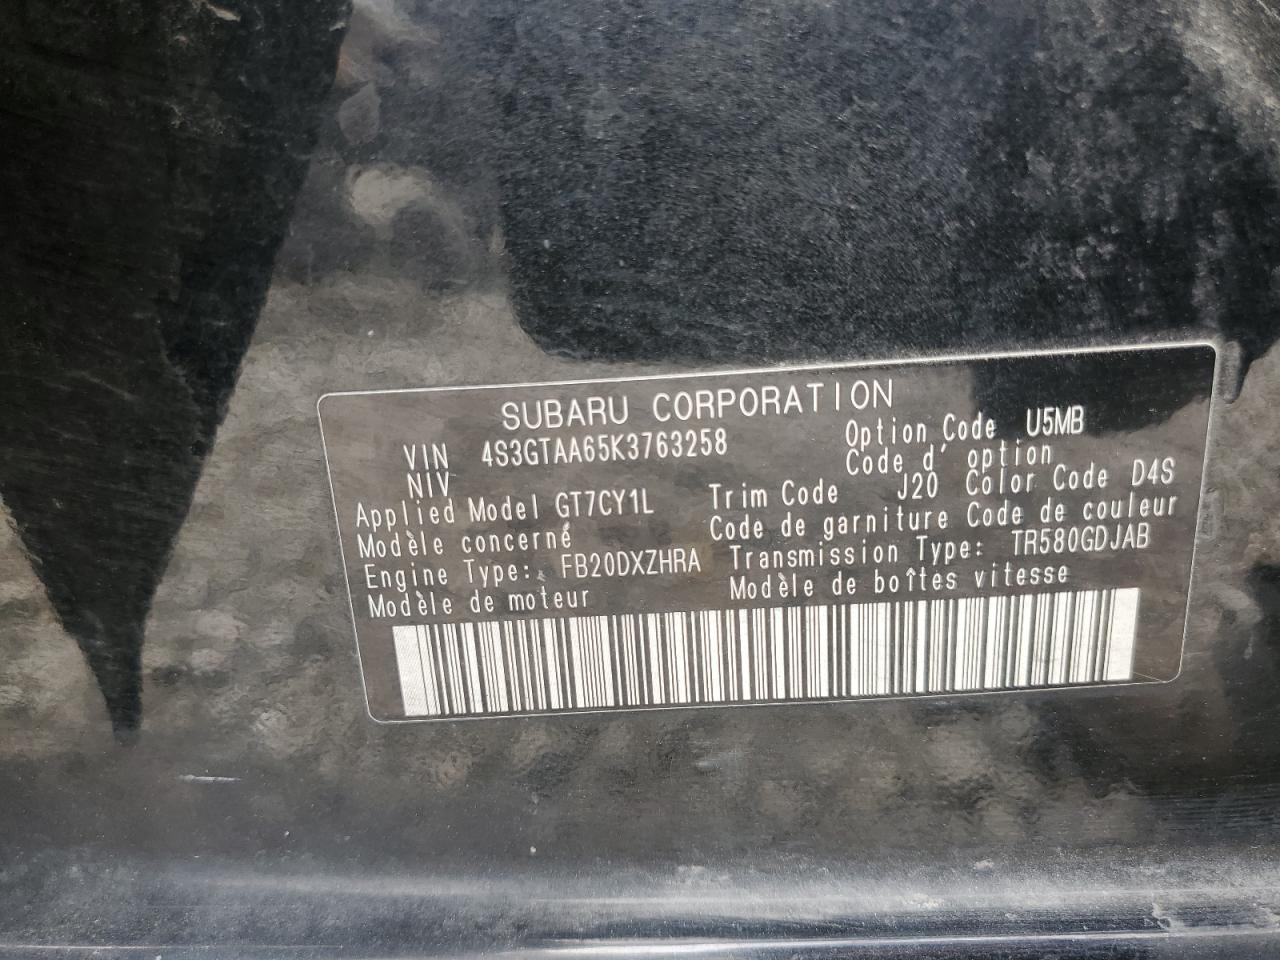 SUBARU CORPORATION
VIN 4S3GTAA65K3763258 Option Code U5MB
NIV Code d' option
Applied Model GT7CY1L Trim Code J20 Color Code D4S
Modèle concerné Code de garniture Code de couleur
Engine Type: FB20DXZHRA Transmission Type: TR580GDJAB
Modèle de moteur Modèle de boîtes vitesse